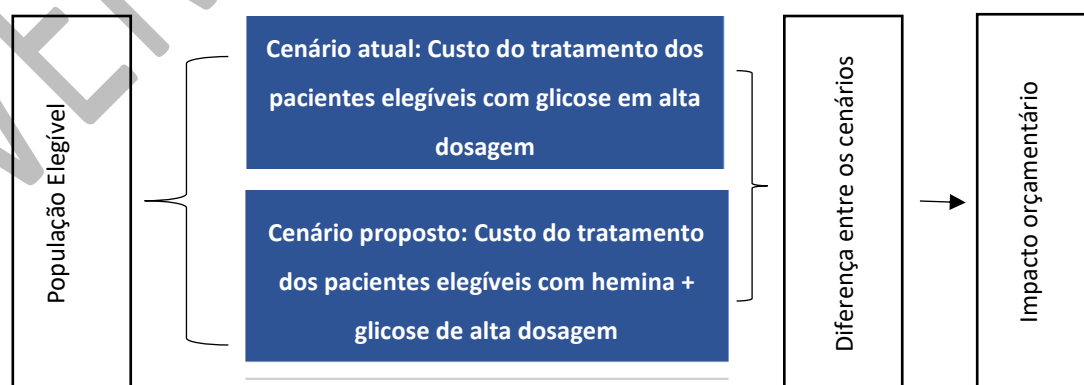 População Elegível
Cenário atual: Custo do tratamento dos
pacientes elegíveis com glicose em alta
dosagem
Cenário proposto: Custo do tratamento
dos pacientes elegíveis com hemina +
glicose de alta dosagem
Diferença entre os cenários
Impacto orçamentário